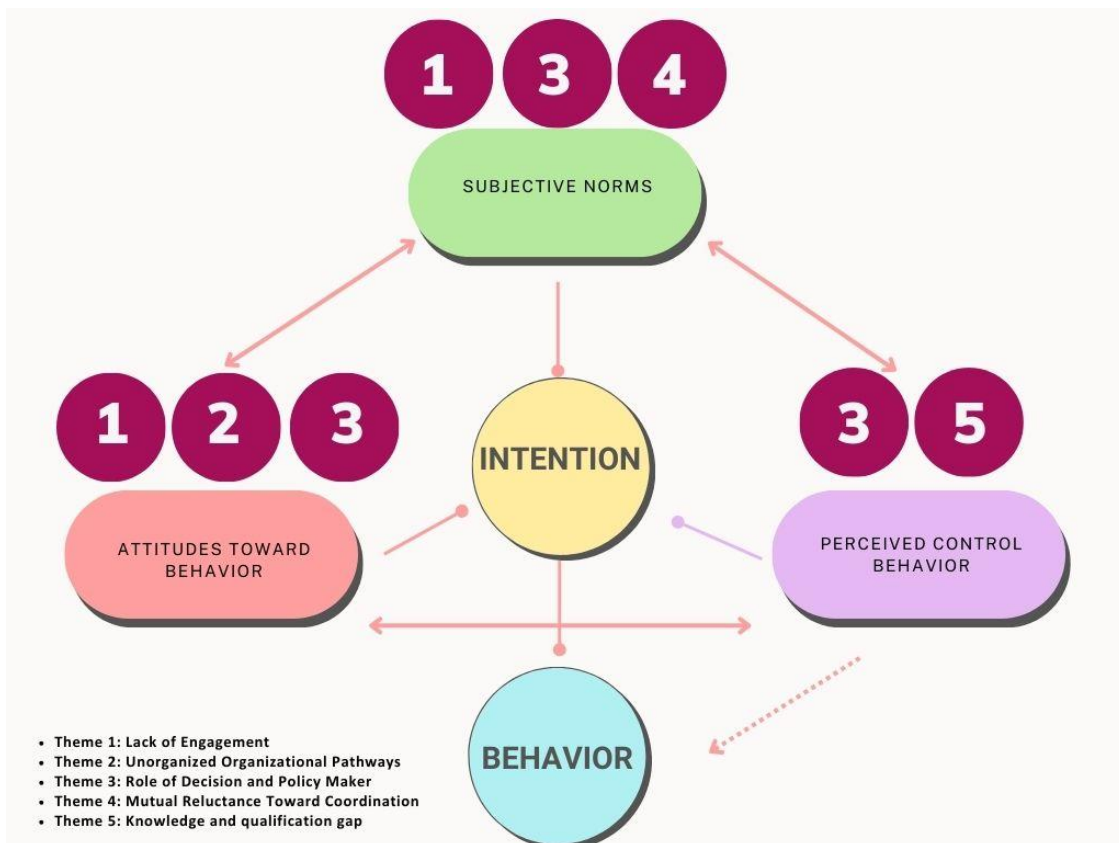 1 3 4
SUBJECTIVE NORMS
1 2 3
3 5
INTENTION
ATTITUDES TOWARD
BEHAVIOR
PERCEIVED CONTROL
BEHAVIOR
BEHAVIOR
• Theme 1: Lack of Engagement
• Theme 2: Unorganized Organizational Pathways
• Theme 3: Role of Decision and Policy Maker
• Theme 4: Mutual Reluctance Toward Coordination
• Theme 5: Knowledge and qualification gap